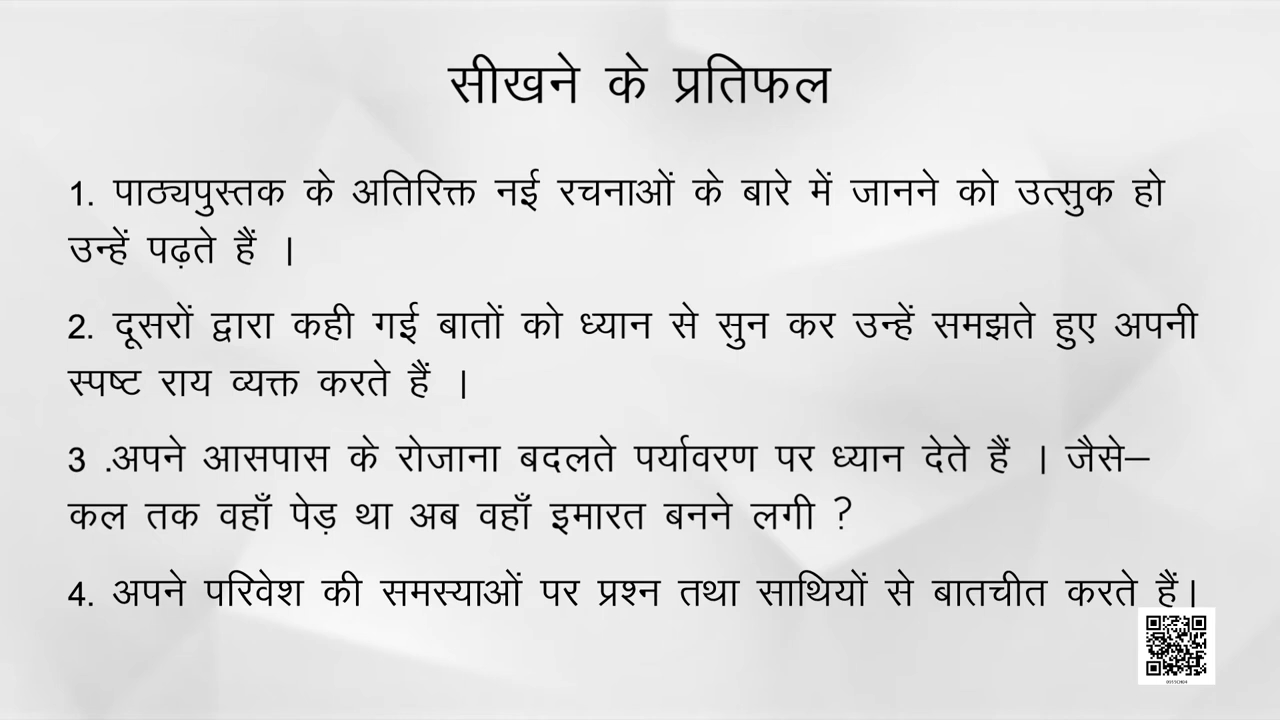 सीखने के प्रतिफल
1. पाठ्यपुस्तक के अतिरिक्त नई रचनाओं के बारे में जानने को उत्सुक हो
उन्हें पढ़ते हैं ।
2. दूसरों द्वारा कही गई बातों को ध्यान से सुन कर उन्हें समझते हुए अपनी
स्पष्ट राय व्यक्त करते हैं ।
3 .अपने आसपास के रोजाना बदलते पर्यावरण पर ध्यान देते हैं । जैसे–
कल तक वहाँ पेड़ था अब वहाँ इमारत बनने लगी ?
4. अपने परिवेश की समस्याओं पर प्रश्न तथा साथियों से बातचीत करते हैं।